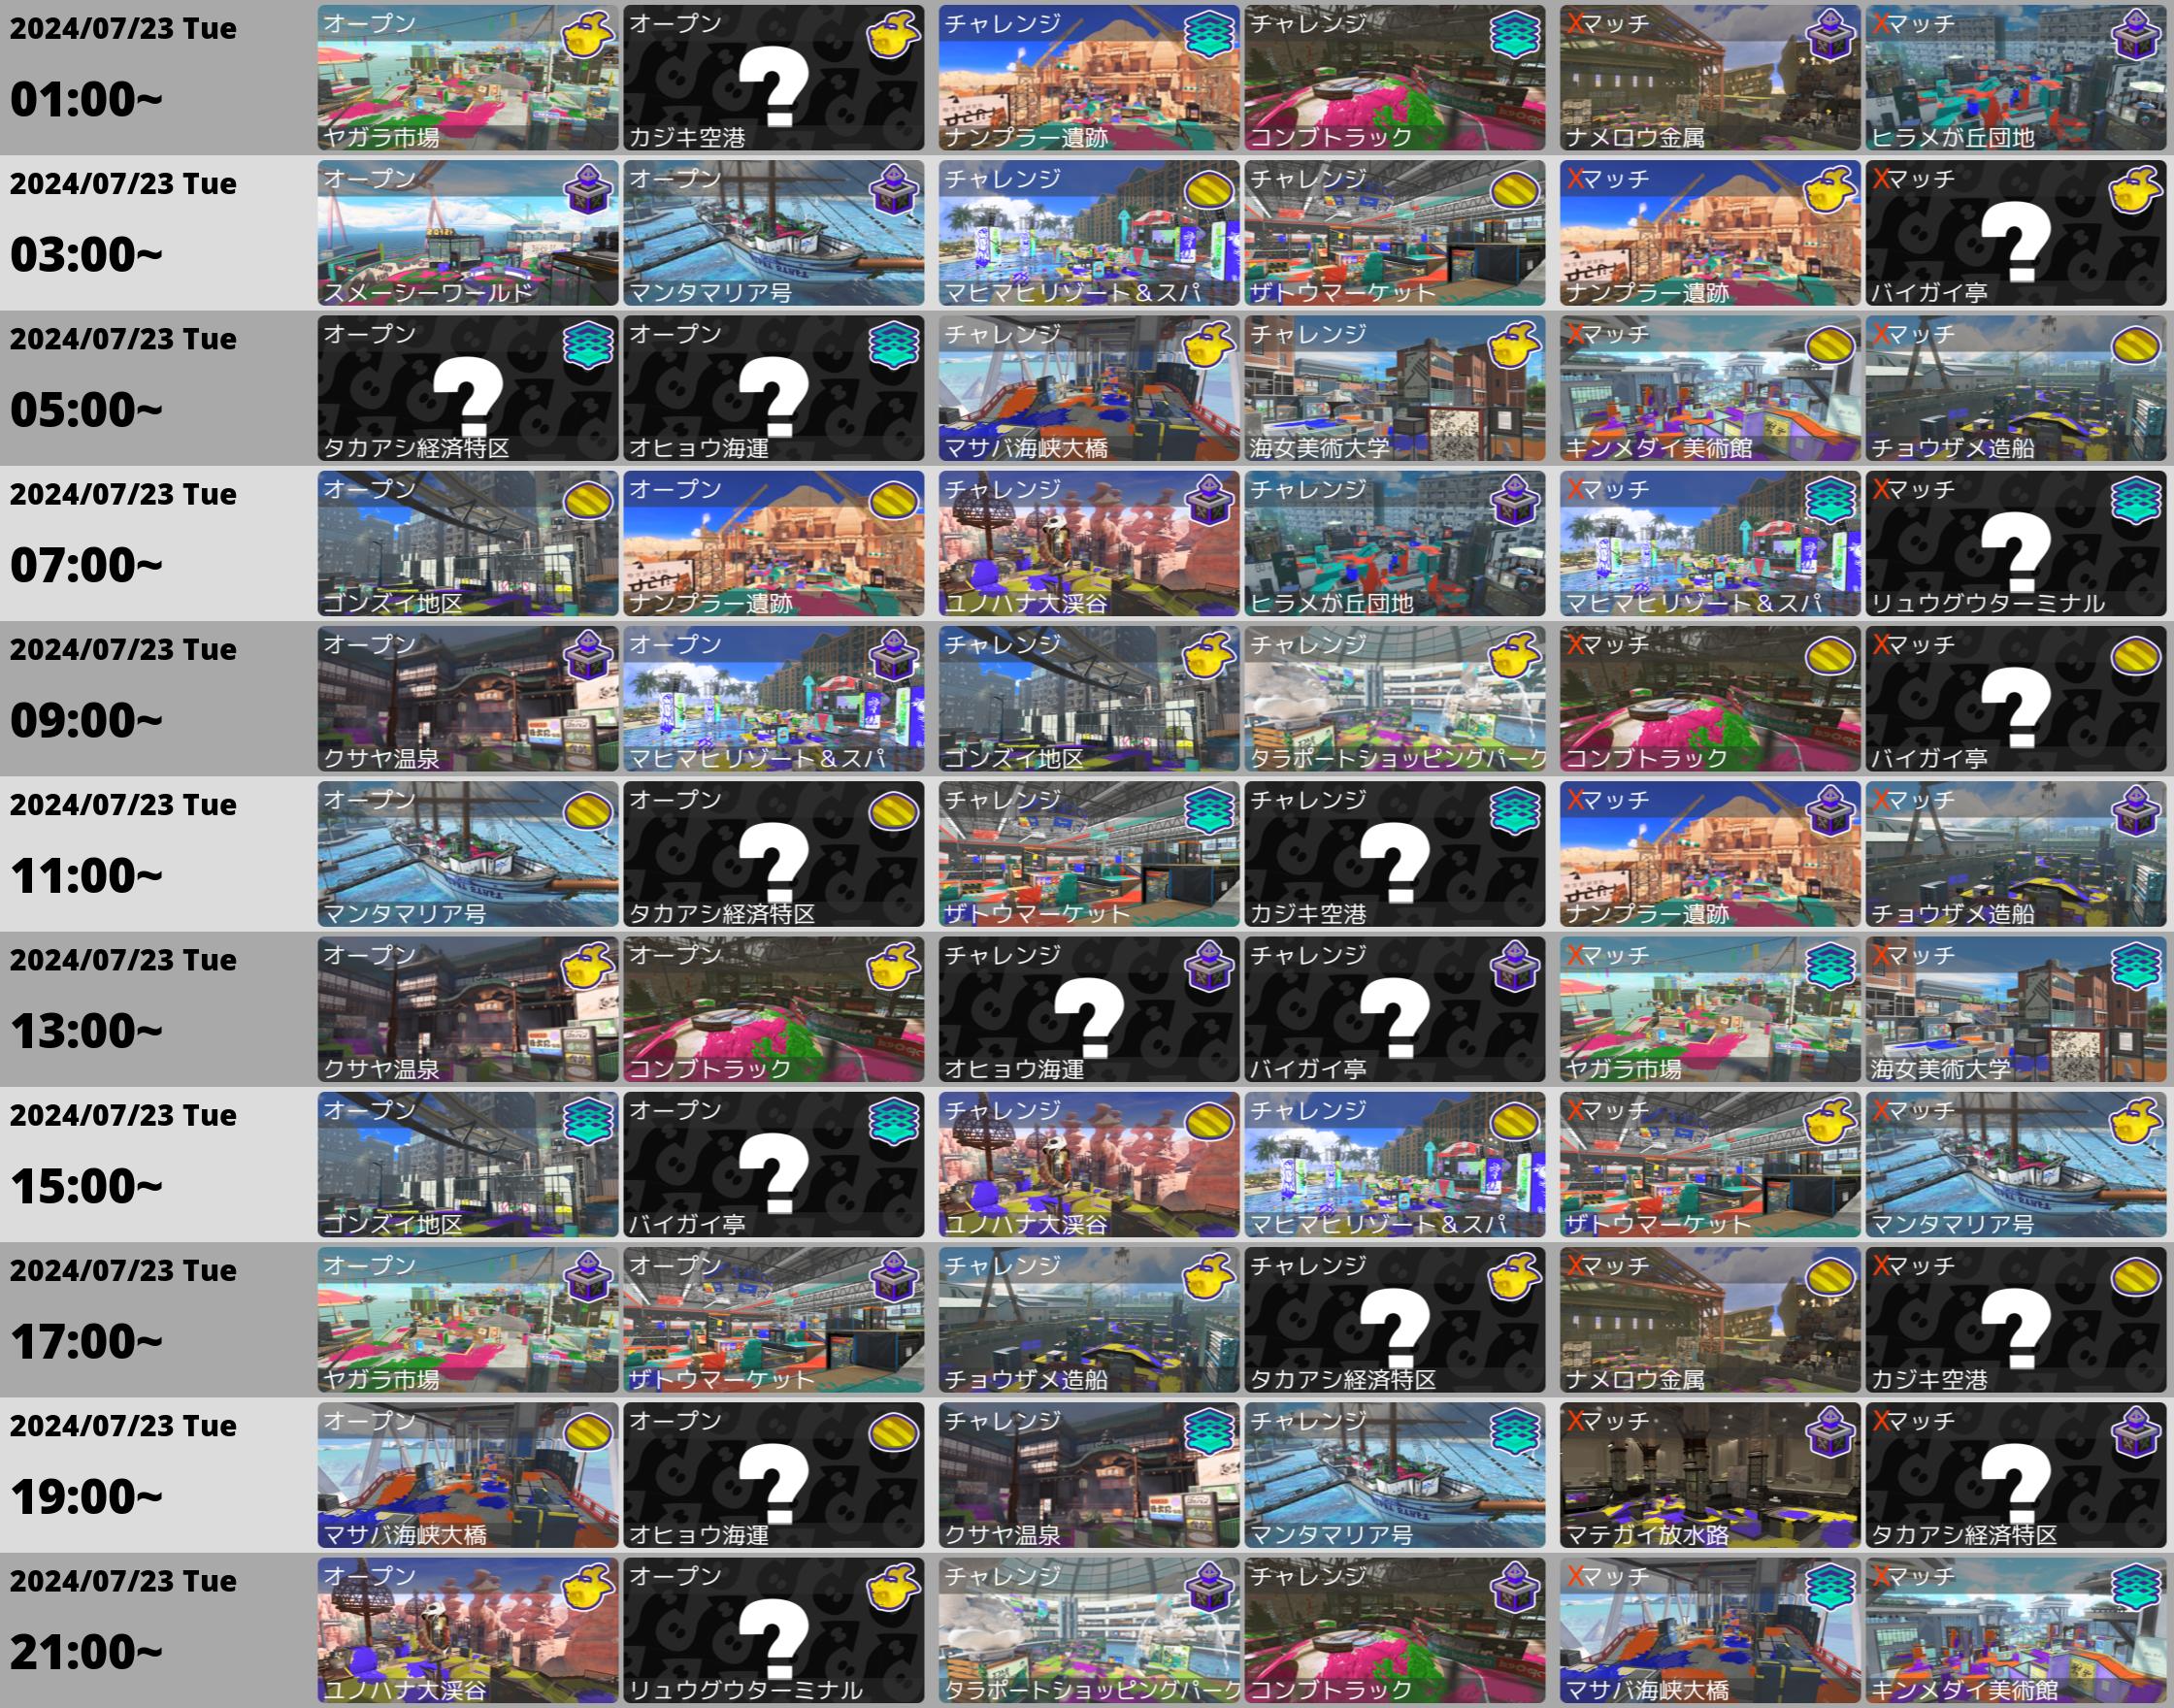 2024/07/23 Tue
01:00~
オープン
ヤガラ市場
オープン
カジキ空港
チャレンジ
ナンプラー遺跡
チャレンジ
コンブトラック
Xマッチ
ナメロウ金属
Xマッチ
ヒラメが丘団地
2024/07/23 Tue
03:00~
オープン
スメーシーワールド
オープン
マンタマリア号
チャレンジ
マヒマヒリゾート&スパ
チャレンジ
ザトウマーケット
Xマッチ
ナンプラー遺跡
Xマッチ
バイガイ亭
2024/07/23 Tue
05:00~
オープン
タカアシ経済特区
オープン
オヒョウ海運
チャレンジ
マサバ海峡大橋
チャレンジ
海女美術大学
Xマッチ
キンメダイ美術館
Xマッチ
チョウザメ造船
2024/07/23 Tue
07:00~
オープン
ゴンズイ地区
オープン
ナンプラー遺跡
チャレンジ
ユノハナ大渓谷
チャレンジ
ヒラメが丘団地
Xマッチ
マヒマヒリゾート&スパ
Xマッチ
リュウグウターミナル
2024/07/23 Tue
09:00~
オープン
クサヤ温泉
オープン
マヒマヒリゾート&スパ
チャレンジ
ゴンズイ地区
チャレンジ
タラポートショッピングパーク
Xマッチ
コンブトラック
Xマッチ
バイガイ亭
2024/07/23 Tue
11:00~
オープン
マンタマリア号
オープン
タカアシ経済特区
チャレンジ
ザトウマーケット
チャレンジ
カジキ空港
Xマッチ
ナンプラー遺跡
Xマッチ
チョウザメ造船
2024/07/23 Tue
13:00~
オープン
クサヤ温泉
オープン
コンブトラック
チャレンジ
オヒョウ海運
チャレンジ
バイガイ亭
Xマッチ
ヤガラ市場
Xマッチ
海女美術大学
2024/07/23 Tue
15:00~
オープン
ゴンズイ地区
オープン
バイガイ亭
チャレンジ
ユノハナ大渓谷
チャレンジ
マヒマヒリゾート&スパ
Xマッチ
ザトウマーケット
Xマッチ
マンタマリア号
2024/07/23 Tue
17:00~
オープン
ヤガラ市場
オープン
ザトウマーケット
チャレンジ
チョウザメ造船
チャレンジ
タカアシ経済特区
Xマッチ
ナメロウ金属
Xマッチ
カジキ空港
2024/07/23 Tue
19:00~
オープン
マサバ海峡大橋
オープン
オヒョウ海運
チャレンジ
クサヤ温泉
チャレンジ
マンタマリア号
Xマッチ
マテガイ放水路
Xマッチ
タカアシ経済特区
2024/07/23 Tue
21:00~
オープン
ユノハナ大渓谷
オープン
リュウグウターミナル
チャレンジ
タラポートショッピングパーク
チャレンジ
コンブトラック
Xマッチ
マサバ海峡大橋
Xマッチ
キンメダイ美術館